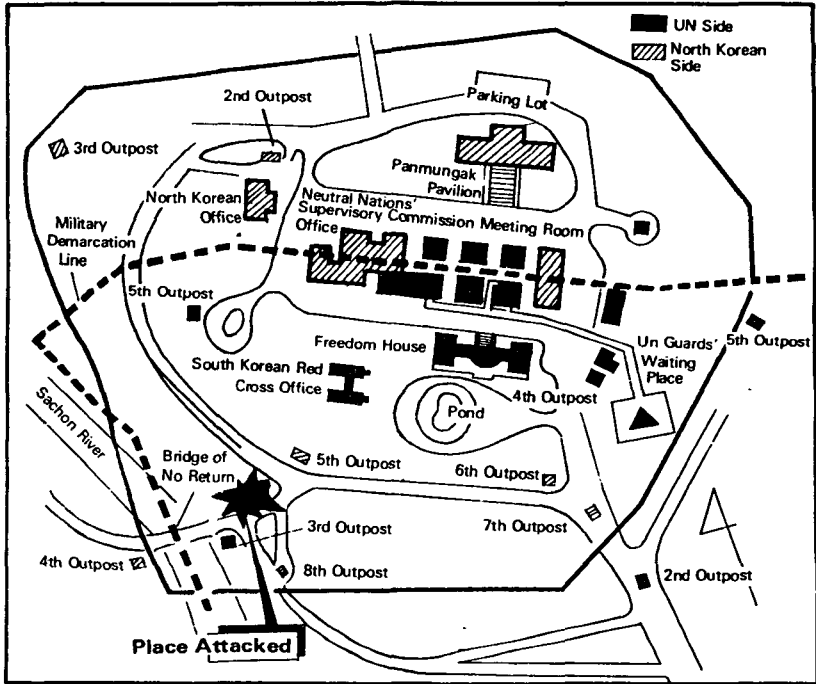 UN Side
North Korean
Side
2nd Outpost
Parking Lot
3rd Outpost
Panmungak
Pavilion
North Korean
Office
Neutral Nations'
Supervisory Commission Meeting Room
Office
Military
Demarcation
Line
5th Outpost
Freedom House
Un Guards'
Waiting
Place
5th Outpost
South Korean Red
Cross Office
4th Outpost
Pond
Sachon River
Bridge of
No Return
5th Outpost
6th Outpost
7th Outpost
3rd Outpost
4th Outpost
8th Outpost
2nd Outpost
Place Attacked